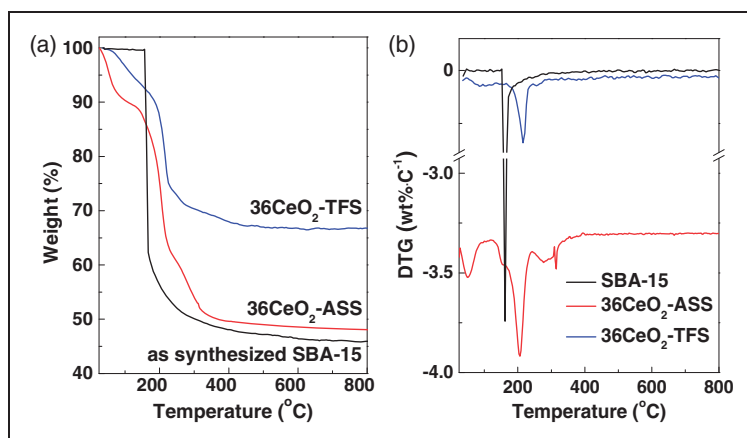 (a)
100
90
80
70
60
50
40
Weight (%)
36CeO₂-TFS
36CeO₂-ASS
as synthesized SBA-15
200 400 600 800
Temperature (°C)
(b)
0
-3.0
-3.5
-4.0
DTG (wt%·C⁻¹)
SBA-15
36CeO₂-ASS
36CeO₂-TFS
200 400 600 800
Temperature (°C)